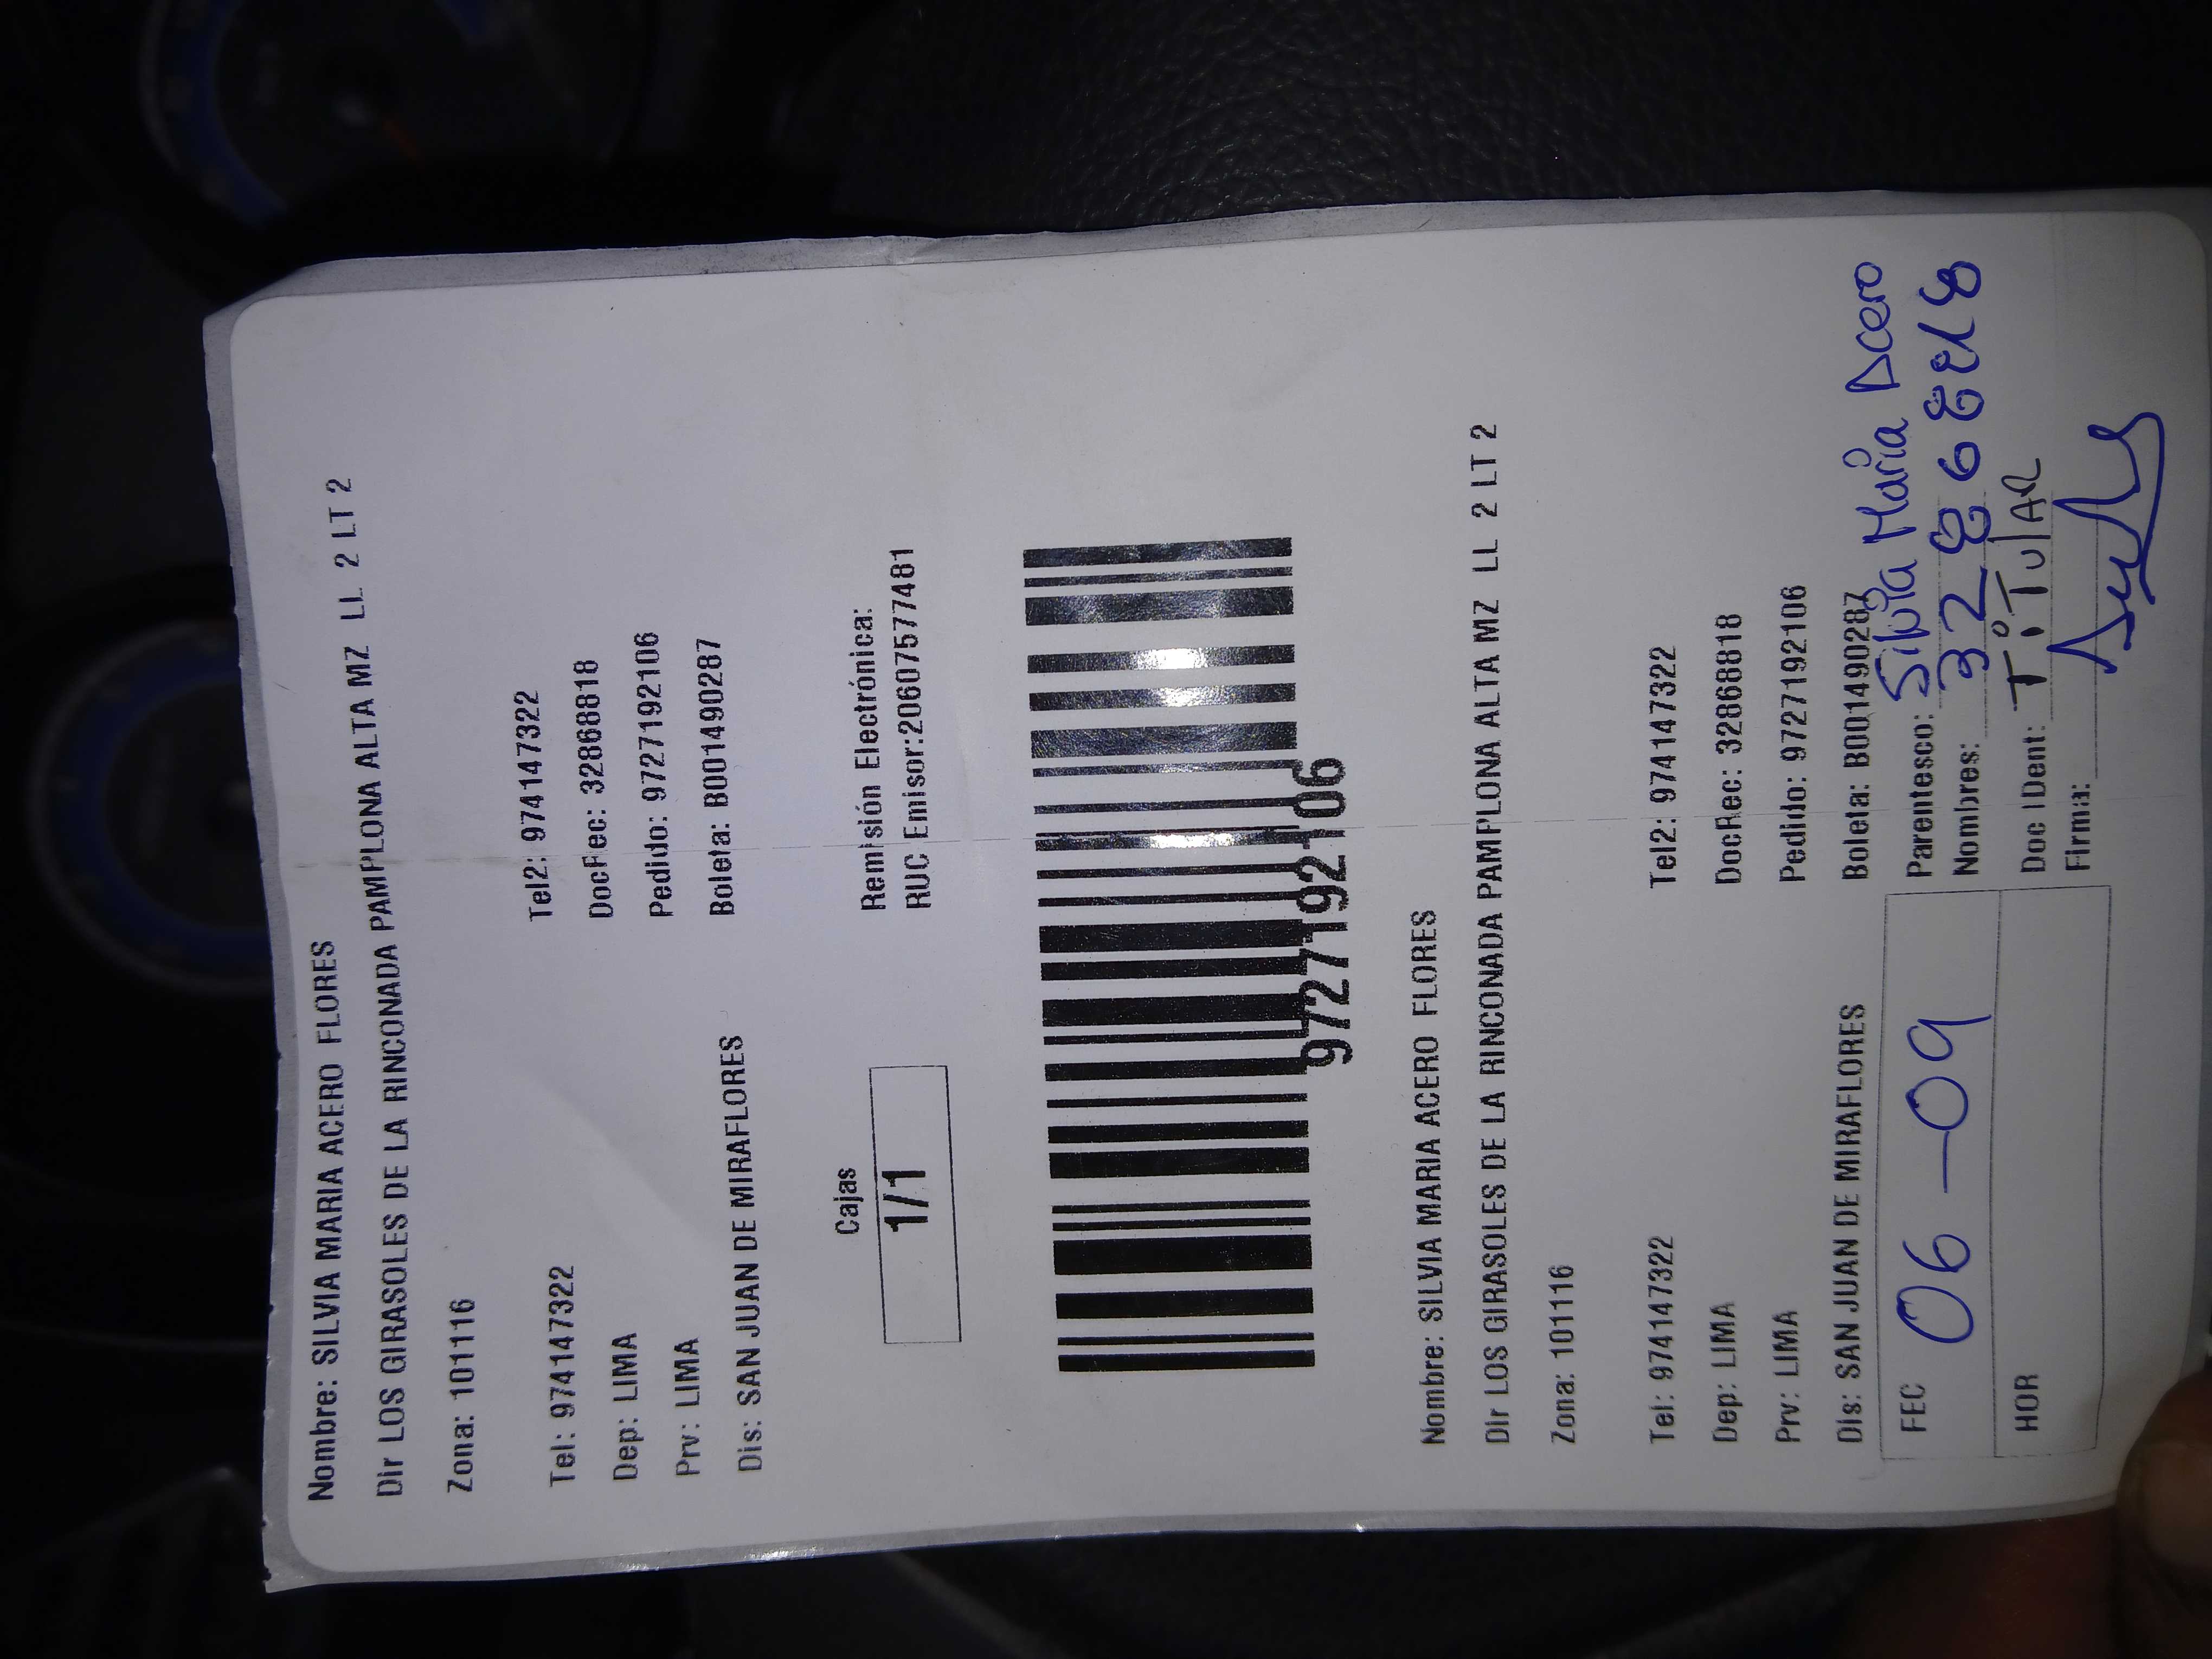 Nombre: SILVIA MARIA ACERO FLORES
Dir LOS GIRASOLES DE LA RINCONADA PAMPLONA ALTA MZ LL 2 LT 2
Zona: 101116
Tel: 974147322 Tel2: 974147322
Dep: LIMA DocRec: 32868818
Prv: LIMA Pedido: 9727192106
Dis: SAN JUAN DE MIRAFLORES Boleta: B001490287
Cajas Remisión Electrónica:
1/1 RUC Emisor:20607577481
9727192106
Nombre: SILVIA MARIA ACERO FLORES
Dir LOS GIRASOLES DE LA RINCONADA PAMPLONA ALTA MZ LL 2 LT 2
Zona: 101116
Tel: 974147322 Tel2: 974147322
Dep: LIMA DocRec: 32868818
Prv: LIMA Pedido: 9727192106
Dis: SAN JUAN DE MIRAFLORES Boleta: B001490287
FEC 06-09 Parentesco: Silvia Maria Acero
Nombres: 32868818
HOR Doc IDent: TiTulAR
Firma: